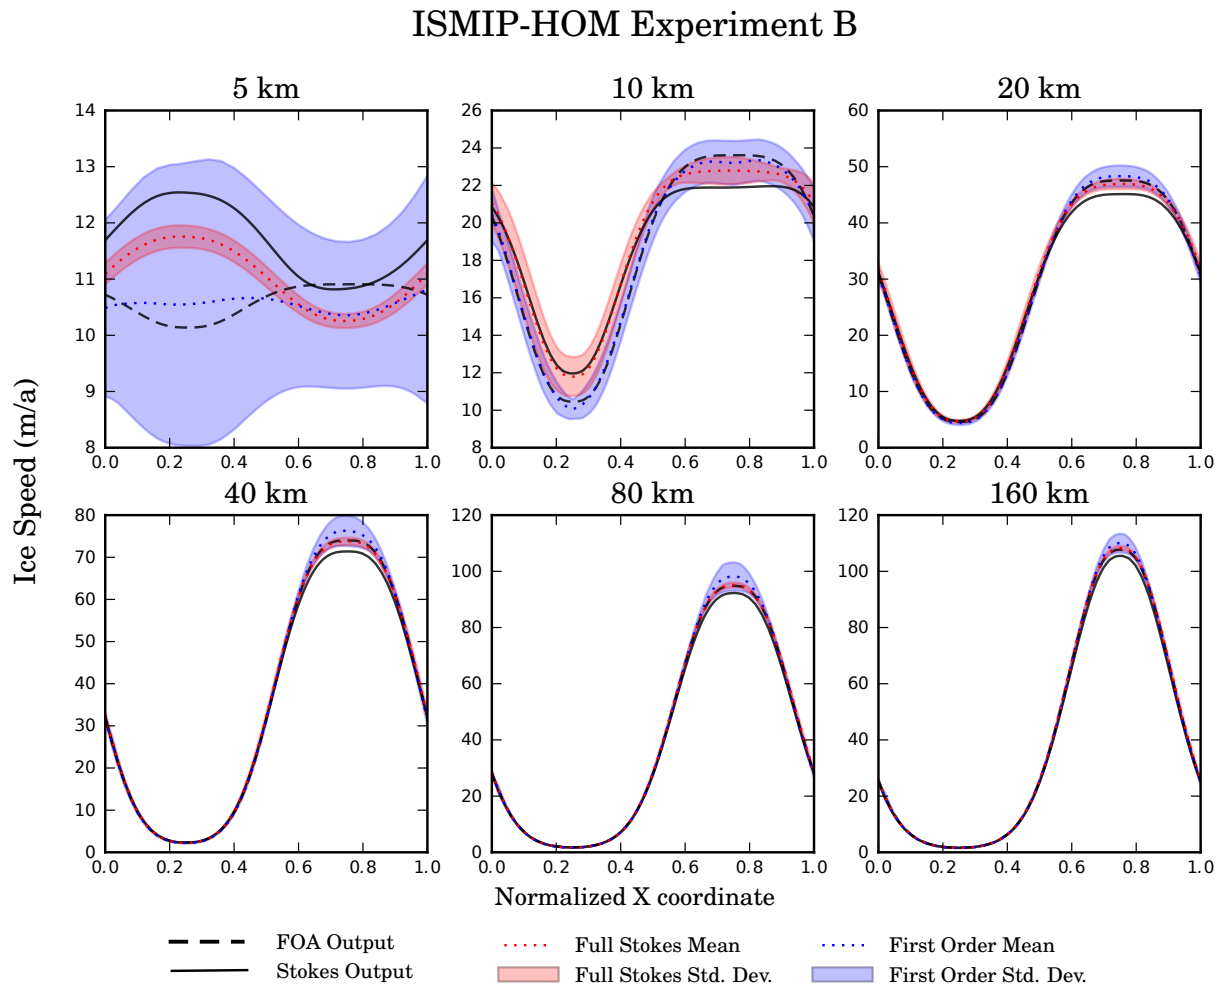 ISMIP-HOM Experiment B
5 km 10 km 20 km
14 26 60
13 24 50
12 22 40
11 20 30
10 18 20
9 16 10
8 14 0
12
10
8
0.0 0.2 0.4 0.6 0.8 1.0 0.0 0.2 0.4 0.6 0.8 1.0 0.0 0.2 0.4 0.6 0.8 1.0
Ice Speed (m/a)
40 km 80 km 160 km
80 120 120
70 100 100
60 80 80
50 60 60
40 40 40
30 20 20
20 0 0
10
0
0.0 0.2 0.4 0.6 0.8 1.0 0.0 0.2 0.4 0.6 0.8 1.0 0.0 0.2 0.4 0.6 0.8 1.0
Normalized X coordinate
FOA Output Full Stokes Mean First Order Mean
Stokes Output Full Stokes Std. Dev. First Order Std. Dev.